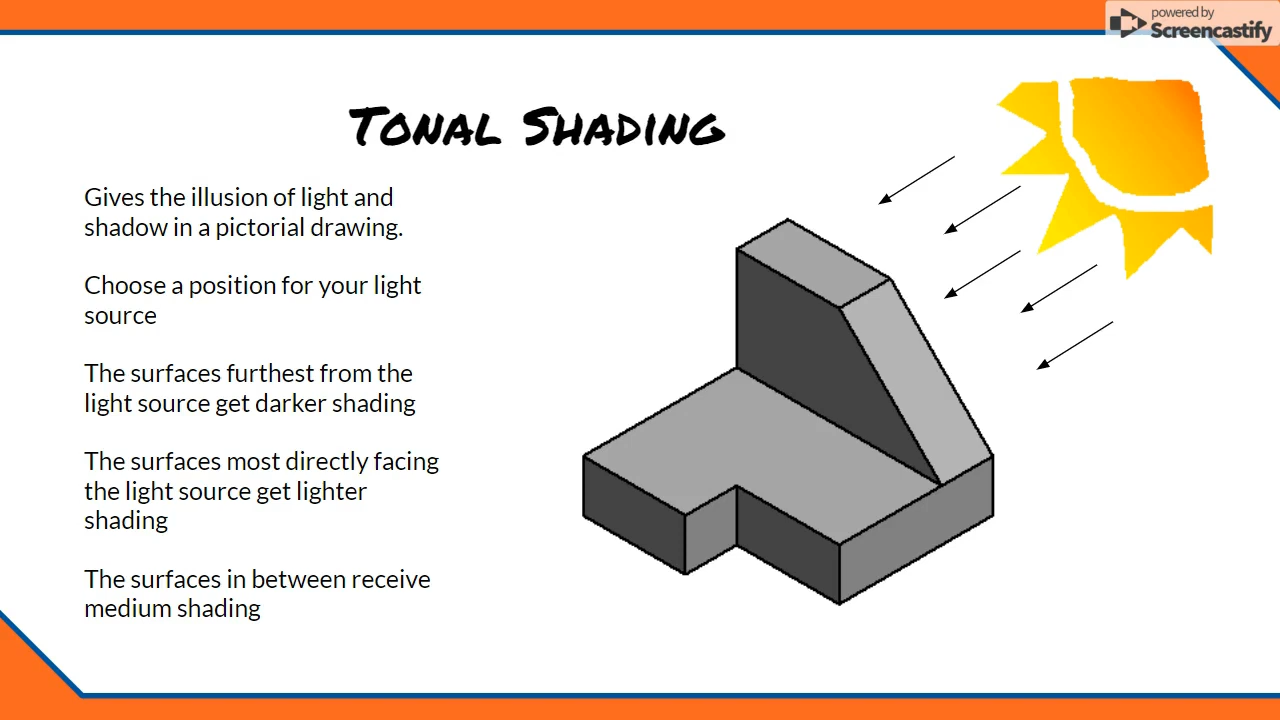 powered by
Screencastify
Tonal Shading
Gives the illusion of light and
shadow in a pictorial drawing.
Choose a position for your light
source
The surfaces furthest from the
light source get darker shading
The surfaces most directly facing
the light source get lighter
shading
The surfaces in between receive
medium shading